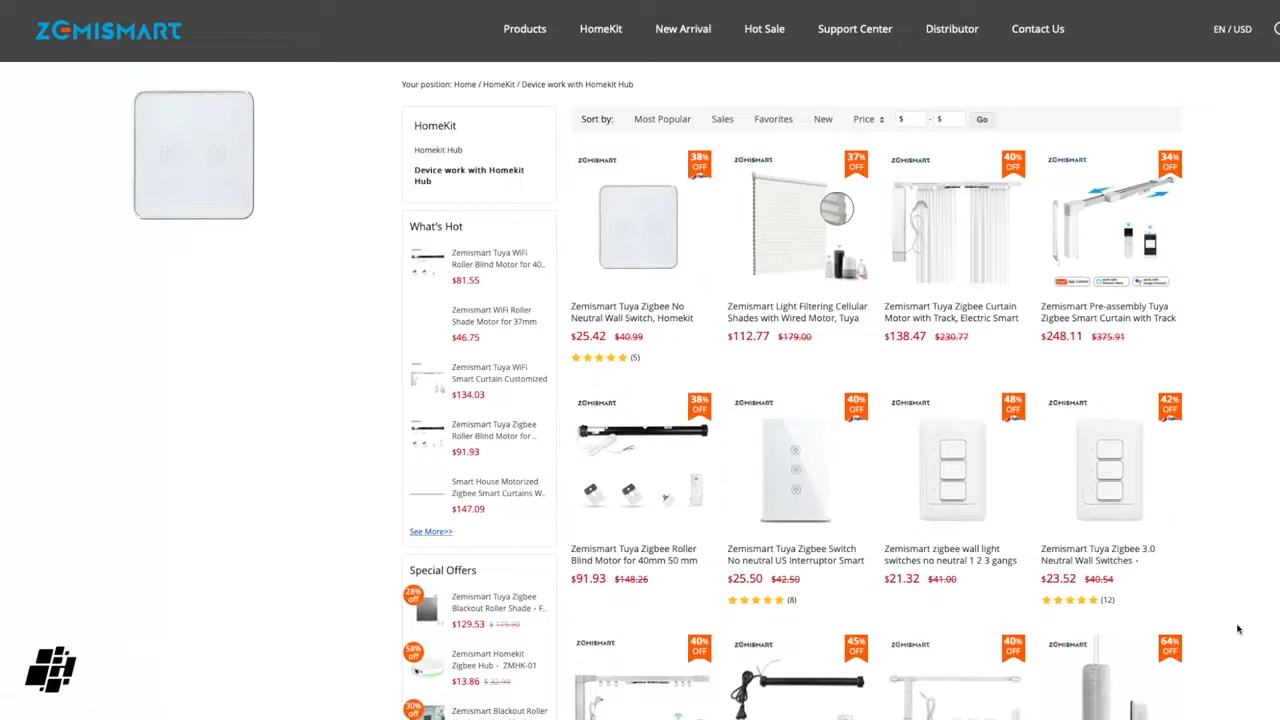 ZEMISMART
Products
HomeKit
New Arrival
Hot Sale
Support Center
Distributor
Contact Us
EN / USD
Your position: Home / HomeKit / Device work with Homekit Hub
HomeKit
Homekit Hub
Device work with Homekit
Hub
What's Hot
Zemismart Tuya WiFi
Roller Blind Motor for 40..
$81.55
Zemismart WiFi Roller
Shade Motor for 37mm
$46.75
Zemismart Tuya WiFi
Smart Curtain Customized
$134.03
Zemismart Tuya Zigbee
Roller Blind Motor for ..
$91.93
Smart House Motorized
Zigbee Smart Curtains W..
$147.09
See More>>
Special Offers
28%
off
Zemismart Tuya Zigbee
Blackout Roller Shade - F..
$129.53 $ 179.90
58%
off
Zemismart Homekit
Zigbee Hub - ZMHK-01
$13.86 $ 32.99
30%
off
Zemismart Blackout Roller
Sort by:
Most Popular
Sales
Favorites
New
Price
$ - $
Go
ZEMISMART
38%
OFF
Zemismart Tuya Zigbee No
Neutral Wall Switch, Homekit
$25.42 $40.99
(5)
ZEMISMART
37%
OFF
Zemismart Light Filtering Cellular
Shades with Wired Motor, Tuya
$112.77 $179.00
ZEMISMART
40%
OFF
Zemismart Tuya Zigbee Curtain
Motor with Track, Electric Smart
$138.47 $230.77
ZEMISMART
34%
OFF
Zemismart Pre-assembly Tuya
Zigbee Smart Curtain with Track
$248.11 $375.91
ZEMISMART
38%
OFF
Zemismart Tuya Zigbee Roller
Blind Motor for 40mm 50 mm
$91.93 $148.26
ZEMISMART
40%
OFF
Zemismart Tuya Zigbee Switch
No neutral US Interruptor Smart
$25.50 $42.50
(8)
ZEMISMART
48%
OFF
Zemismart zigbee wall light
switches no neutral 1 2 3 gangs
$21.32 $41.00
ZEMISMART
42%
OFF
Zemismart Tuya Zigbee 3.0
Neutral Wall Switches -
$23.52 $40.54
(12)
ZEMISMART
40%
OFF
ZEMISMART
45%
OFF
ZEMISMART
40%
OFF
ZEMISMART
64%
OFF